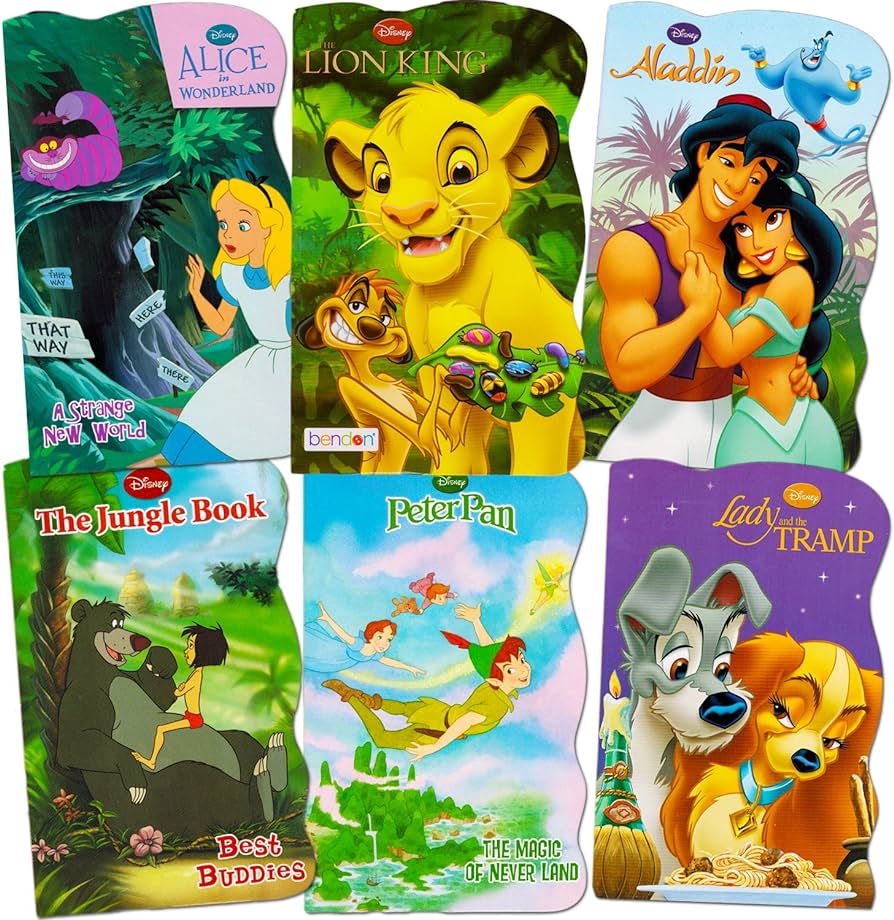 Disney
ALICE
in
WONDERLAND
THIS
WAY
HERE
THAT
WAY
THERE
A STRANGE
NEW WORLD
Disney
THE
LION KING
bendon®
Disney
Aladdin
Disney
The Jungle Book
Best
Buddies
Disney
Peter Pan
THE MAGIC
OF NEVER LAND
Disney
Lady
and the
TRAMP